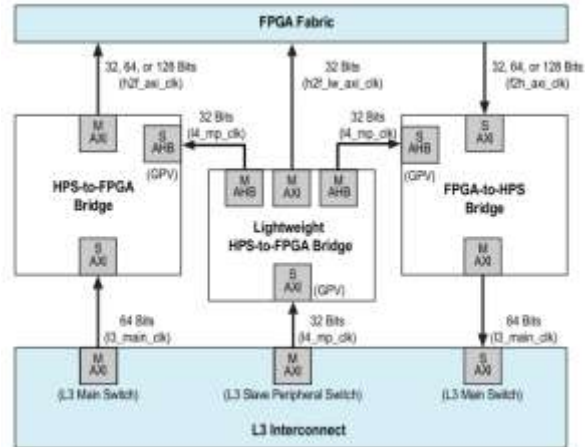 FPGA Fabric
32, 64, or 128 Bits
(h2f_axi_clk)
32 Bits
(h2f_lw_axi_clk)
32, 64, or 128 Bits
(f2h_axi_clk)
M
AXI
S
AHB
(GPV)
32 Bits
(l4_mp_clk)
32 Bits
(l4_mp_clk)
S
AHB
(GPV)
S
AXI
HPS-to-FPGA
Bridge
M
AHB
M
AXI
M
AHB
FPGA-to-HPS
Bridge
Lightweight
HPS-to-FPGA Bridge
S
AXI
S
AXI
(GPV)
M
AXI
64 Bits
(l3_main_clk)
32 Bits
(l4_mp_clk)
64 Bits
(l3_main_clk)
M
AXI
M
AXI
S
AXI
(L3 Main Switch)
(L3 Slave Peripheral Switch)
(L3 Main Switch)
L3 Interconnect